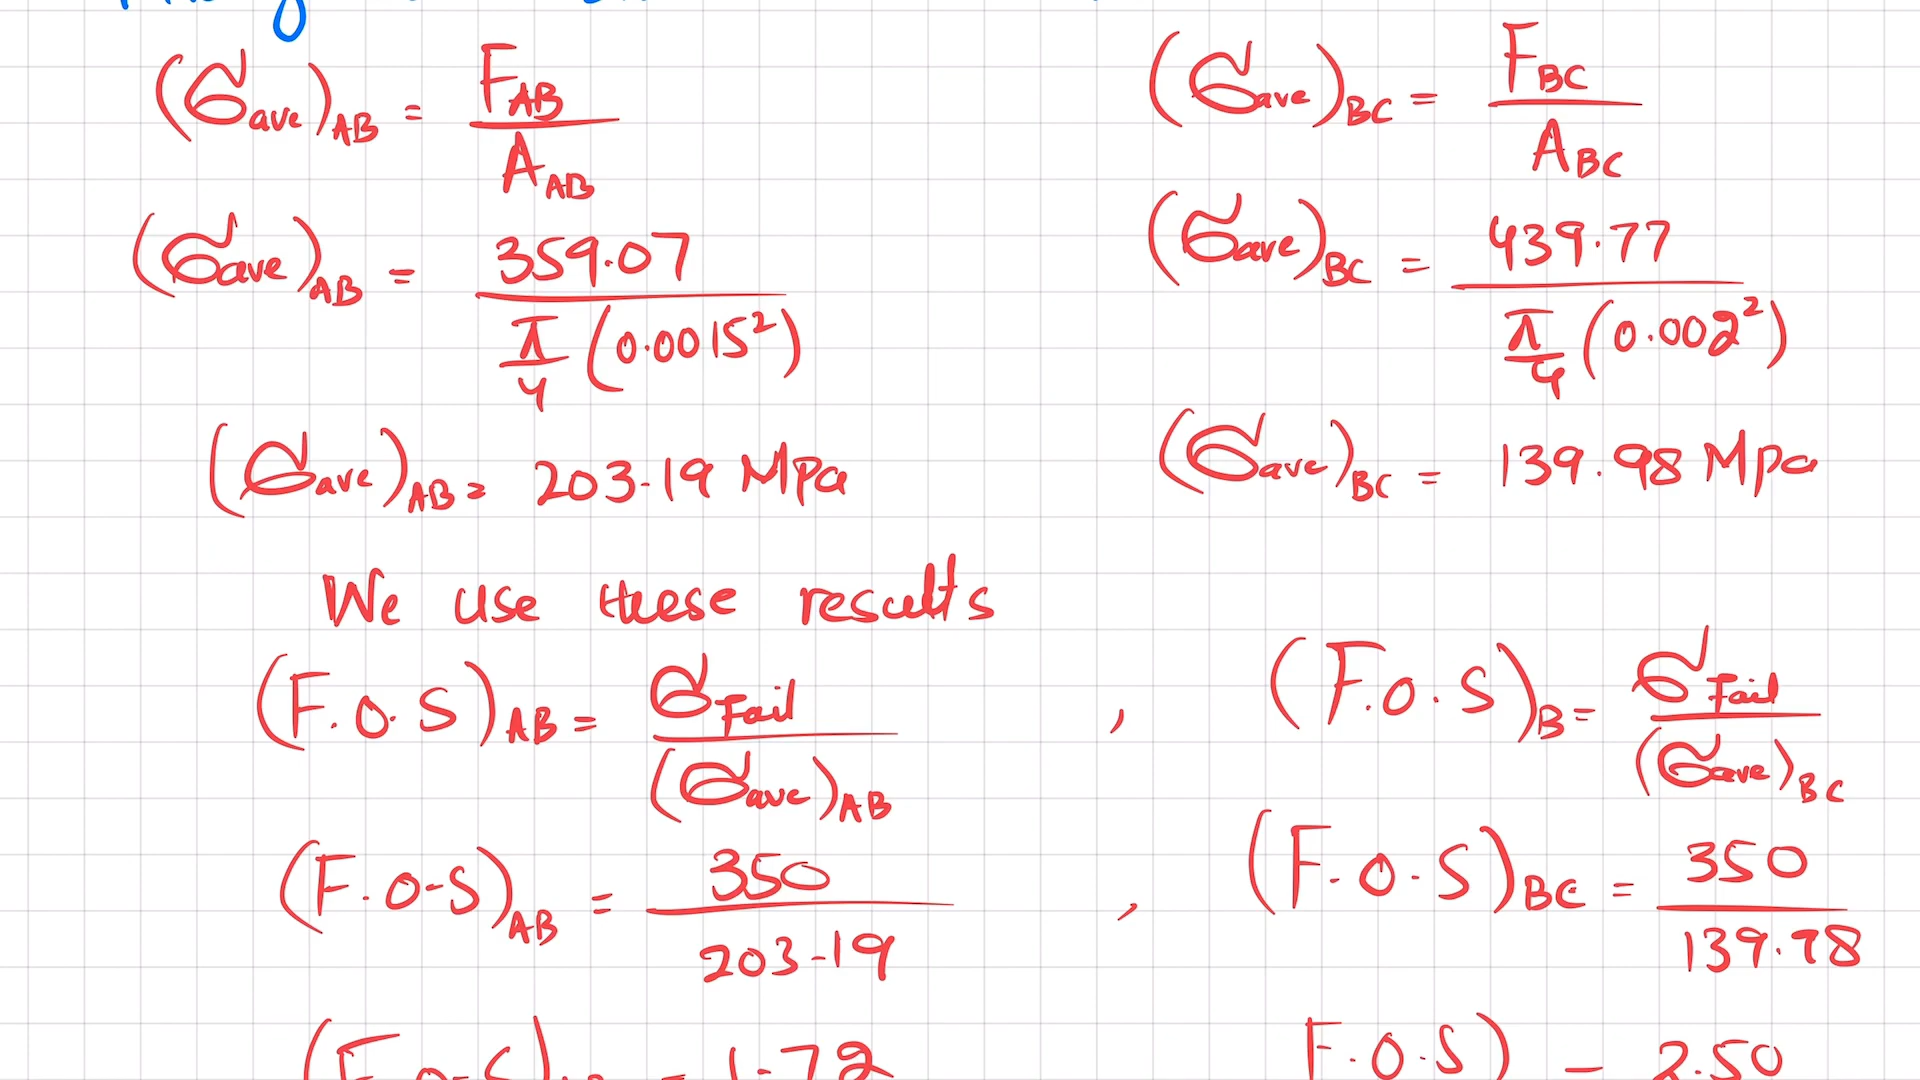 (σave)AB = FAB / AAB
(σave)BC = FBC / ABC
(σave)AB = 359.07 / π/4 (0.0015²)
(σave)BC = 439.77 / π/4 (0.002²)
(σave)AB = 203.19 MPa
(σave)BC = 139.98 Mpa
We use these results
(F.O.S)AB = σFail / (σave)AB , (F.O.S)B = σFail / (σave)BC
(F.O-S)AB = 350 / 203-19 , (F.O.S)BC = 350 / 139.98
= 1.72
F.O.S) = 2.50